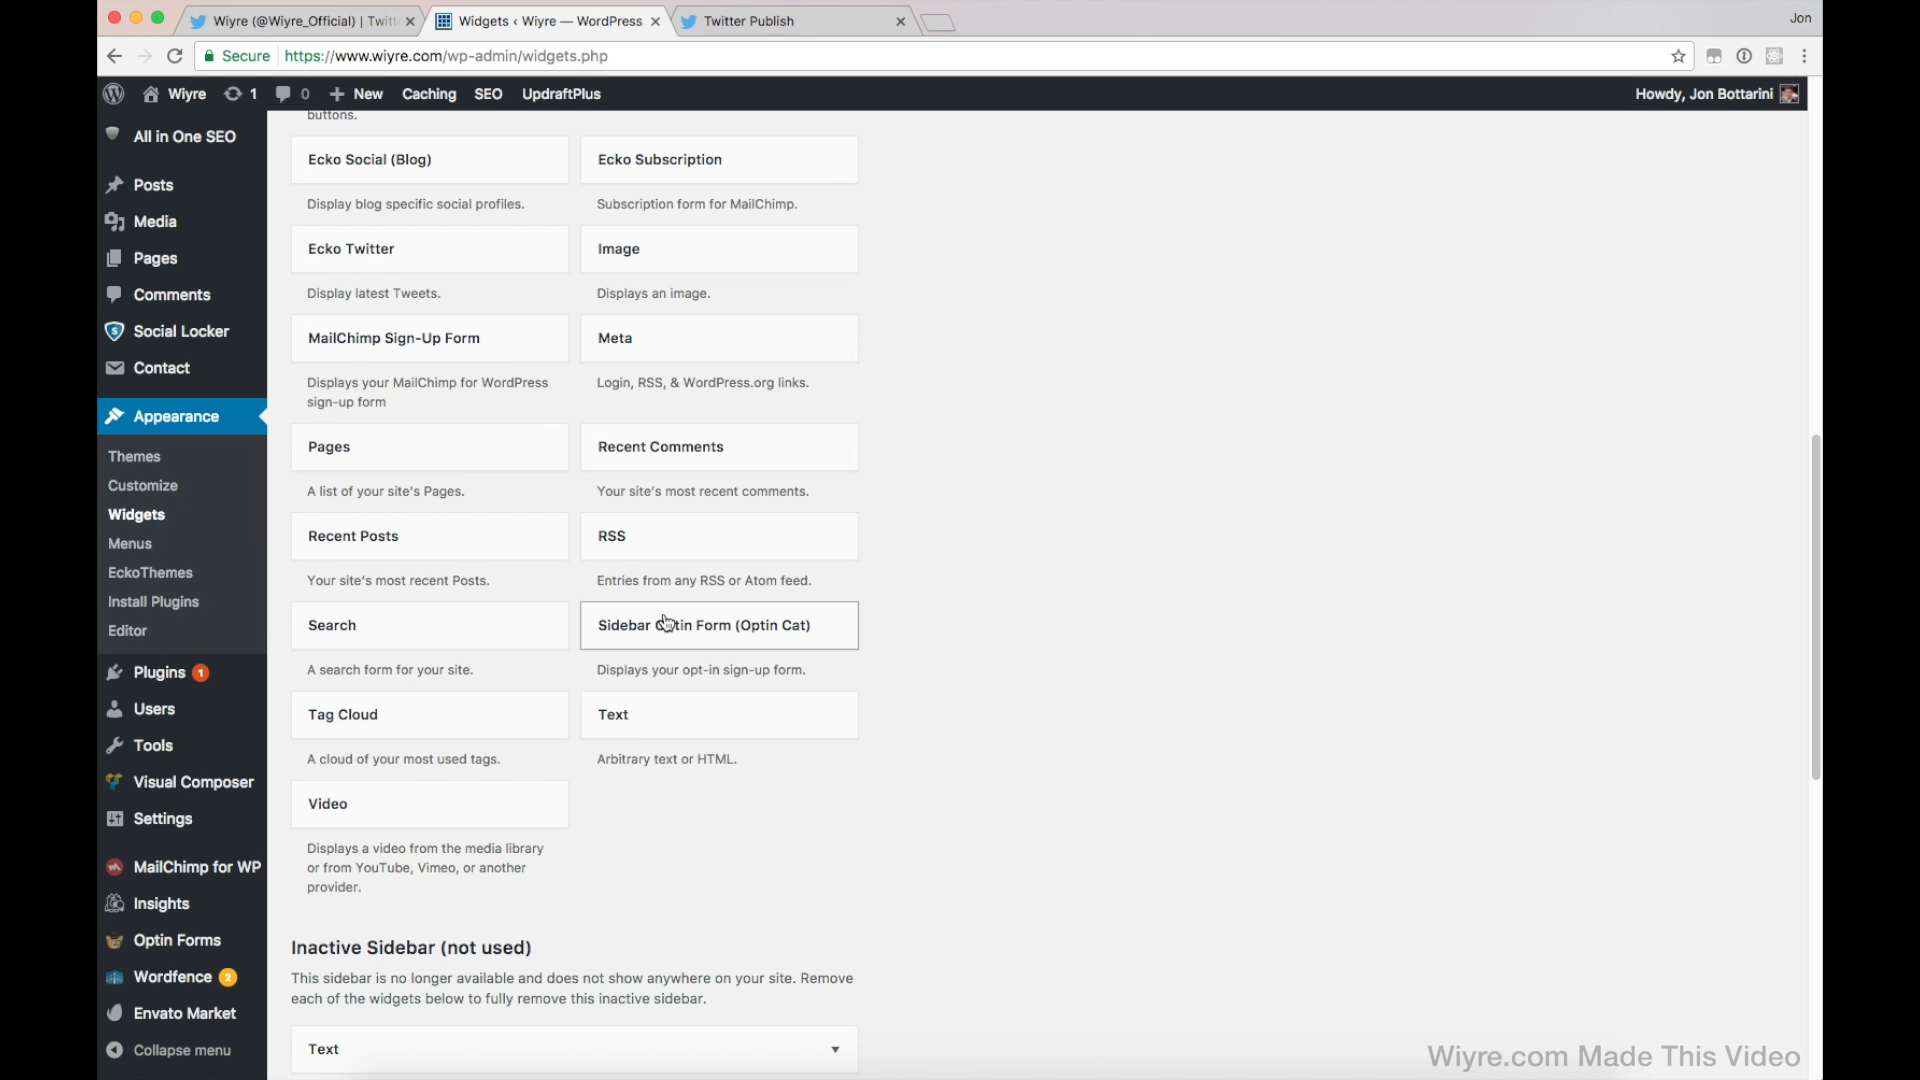 Wiyre (@Wiyre_Official) | Twitt
Widgets ‹ Wiyre — WordPress
Twitter Publish
Jon
Secure
https://www.wiyre.com/wp-admin/widgets.php
Wiyre
1
0
New
Caching
SEO
UpdraftPlus
Howdy, Jon Bottarini
All in One SEO
Posts
Media
Pages
Comments
Social Locker
Contact
Appearance
Themes
Customize
Widgets
Menus
EckoThemes
Install Plugins
Editor
Plugins 1
Users
Tools
Visual Composer
Settings
MailChimp for WP
Insights
Optin Forms
Wordfence 2
Envato Market
Collapse menu
buttons.
Ecko Social (Blog)
Display blog specific social profiles.
Ecko Subscription
Subscription form for MailChimp.
Ecko Twitter
Display latest Tweets.
Image
Displays an image.
MailChimp Sign-Up Form
Displays your MailChimp for WordPress
sign-up form
Meta
Login, RSS, & WordPress.org links.
Pages
A list of your site's Pages.
Recent Comments
Your site's most recent comments.
Recent Posts
Your site's most recent Posts.
RSS
Entries from any RSS or Atom feed.
Search
A search form for your site.
Sidebar Optin Form (Optin Cat)
Displays your opt-in sign-up form.
Tag Cloud
A cloud of your most used tags.
Text
Arbitrary text or HTML.
Video
Displays a video from the media library
or from YouTube, Vimeo, or another
provider.
Inactive Sidebar (not used)
This sidebar is no longer available and does not show anywhere on your site. Remove
each of the widgets below to fully remove this inactive sidebar.
Text
Wiyre.com Made This Video